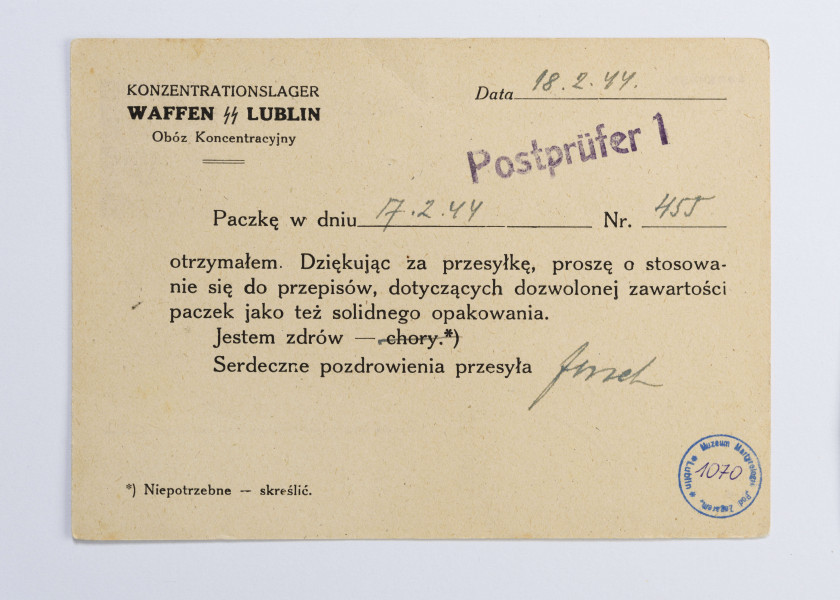 KONZENTRATIONSLAGER
WAFFEN SS LUBLIN
Obóz Koncentracyjny
Data 18.2.44.
Postprüfer 1
Paczkę w dniu 17.2.44 Nr. 455
otrzymałem. Dziękując za przesyłkę, proszę o stosowa-
nie się do przepisów, dotyczących dozwolonej zawartości
paczek jako też solidnego opakowania.
Jestem zdrów — chory.*)
Serdeczne pozdrowienia przesyła
*) Niepotrzebne — skreślić.
Muzeum Martyrologii „Pod Zegarem” * Lublin *
1070